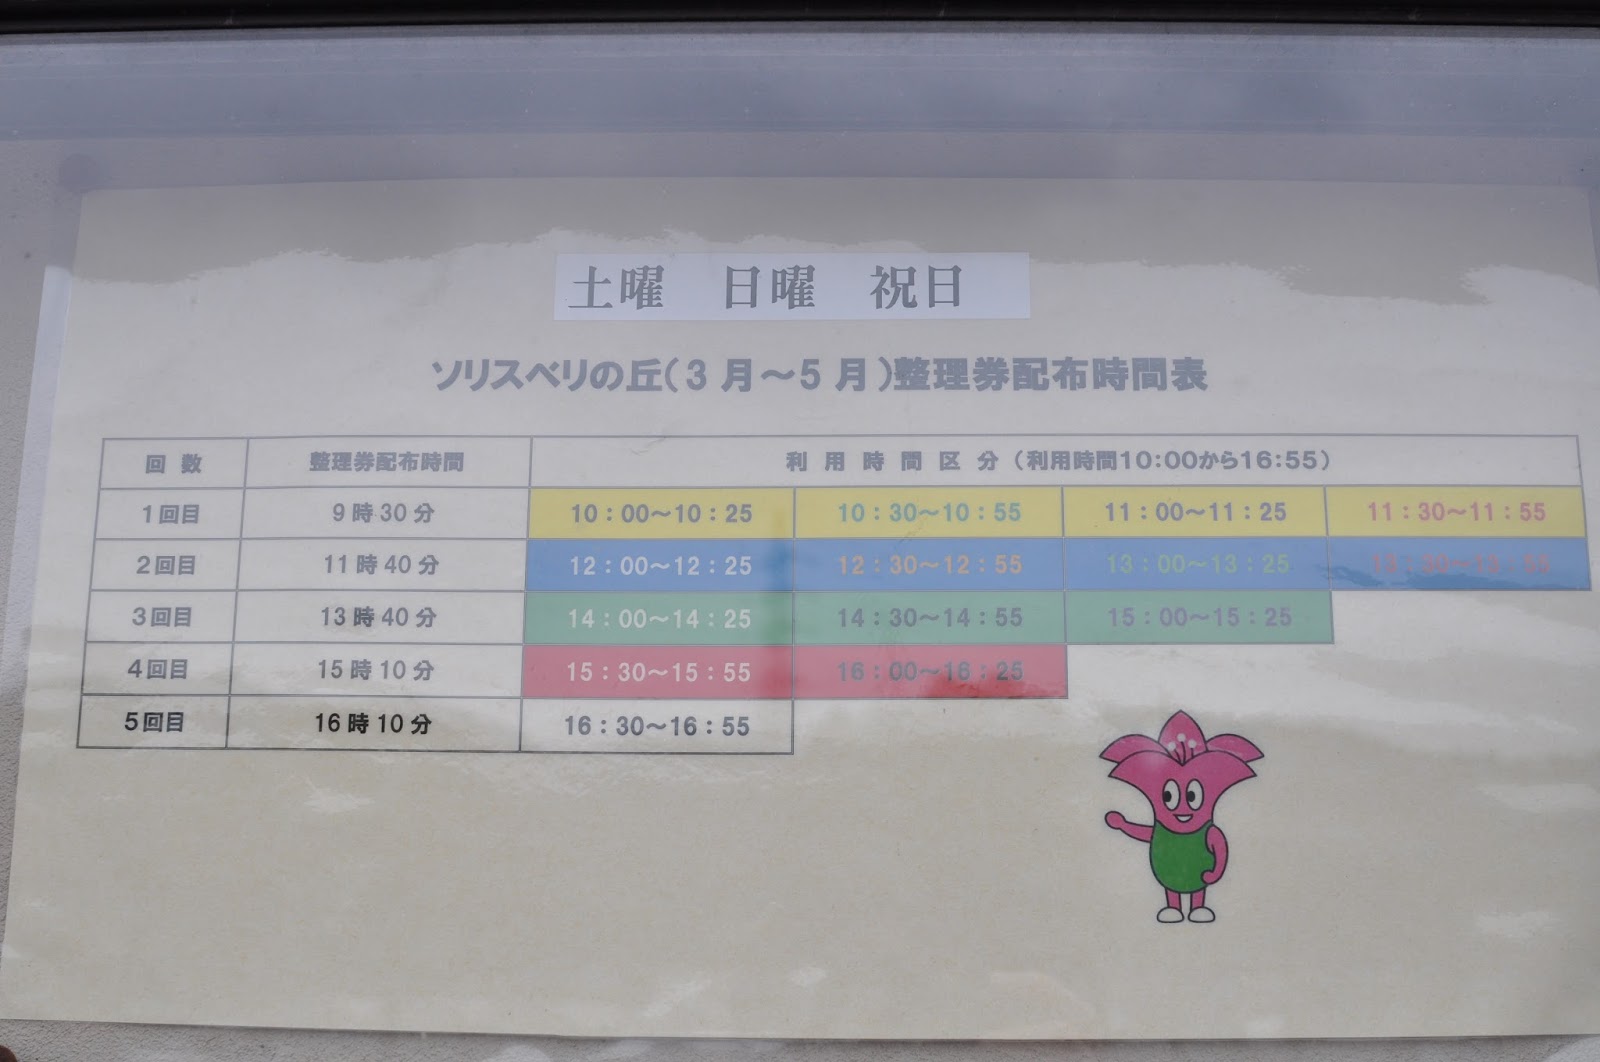 土曜　日曜　祝日
ソリスベリの丘(3月～5月)整理券配布時間表
回数 整理券配布時間 利用時間区分（利用時間10:00から16:55）
1回目 9時30分 10：00～10：25 10：30～10：55 11：00～11：25 11：30～11：55
2回目 11時40分 12：00～12：25 12：30～12：55 13：00～13：25 13：30～13：55
3回目 13時40分 14：00～14：25 14：30～14：55 15：00～15：25
4回目 15時10分 15：30～15：55 16：00～16：25
5回目 16時10分 16：30～16：55